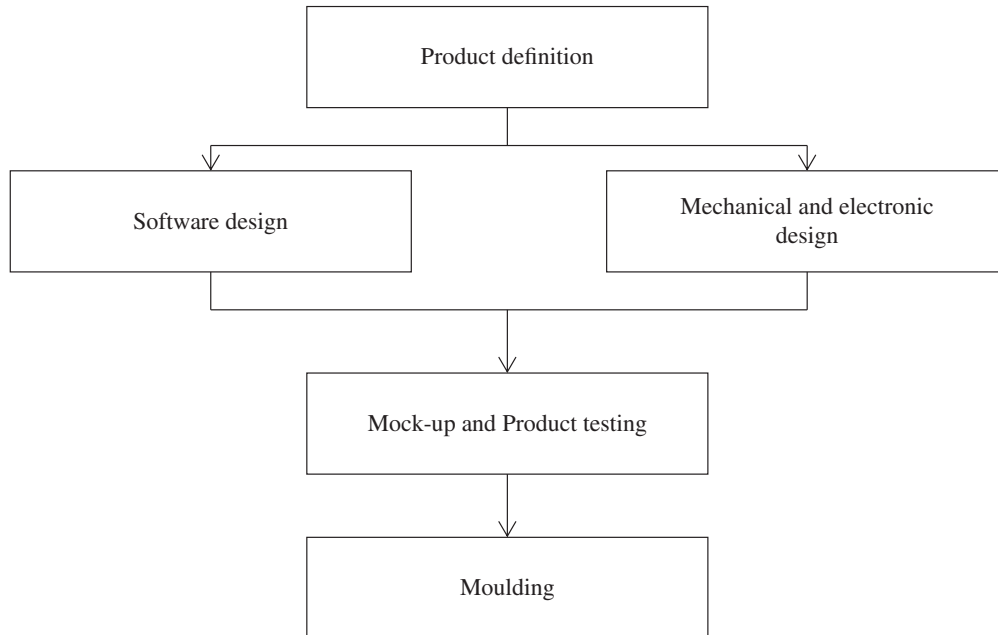 Product definition
Software design
Mechanical and electronic
design
Mock-up and Product testing
Moulding